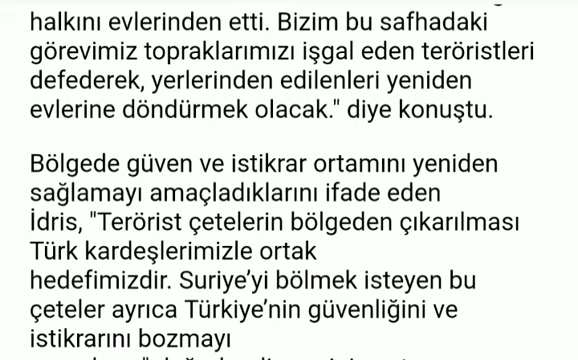 halkını evlerinden etti. Bizim bu safhadaki
görevimiz topraklarımızı işgal eden teröristleri
defederek, yerlerinden edilenleri yeniden
evlerine döndürmek olacak." diye konuştu.
Bölgede güven ve istikrar ortamını yeniden
sağlamayı amaçladıklarını ifade eden
İdris, "Terörist çetelerin bölgeden çıkarılması
Türk kardeşlerimizle ortak
hedefimizdir. Suriye’yi bölmek isteyen bu
çeteler ayrıca Türkiye’nin güvenliğini ve
istikrarını bozmayı